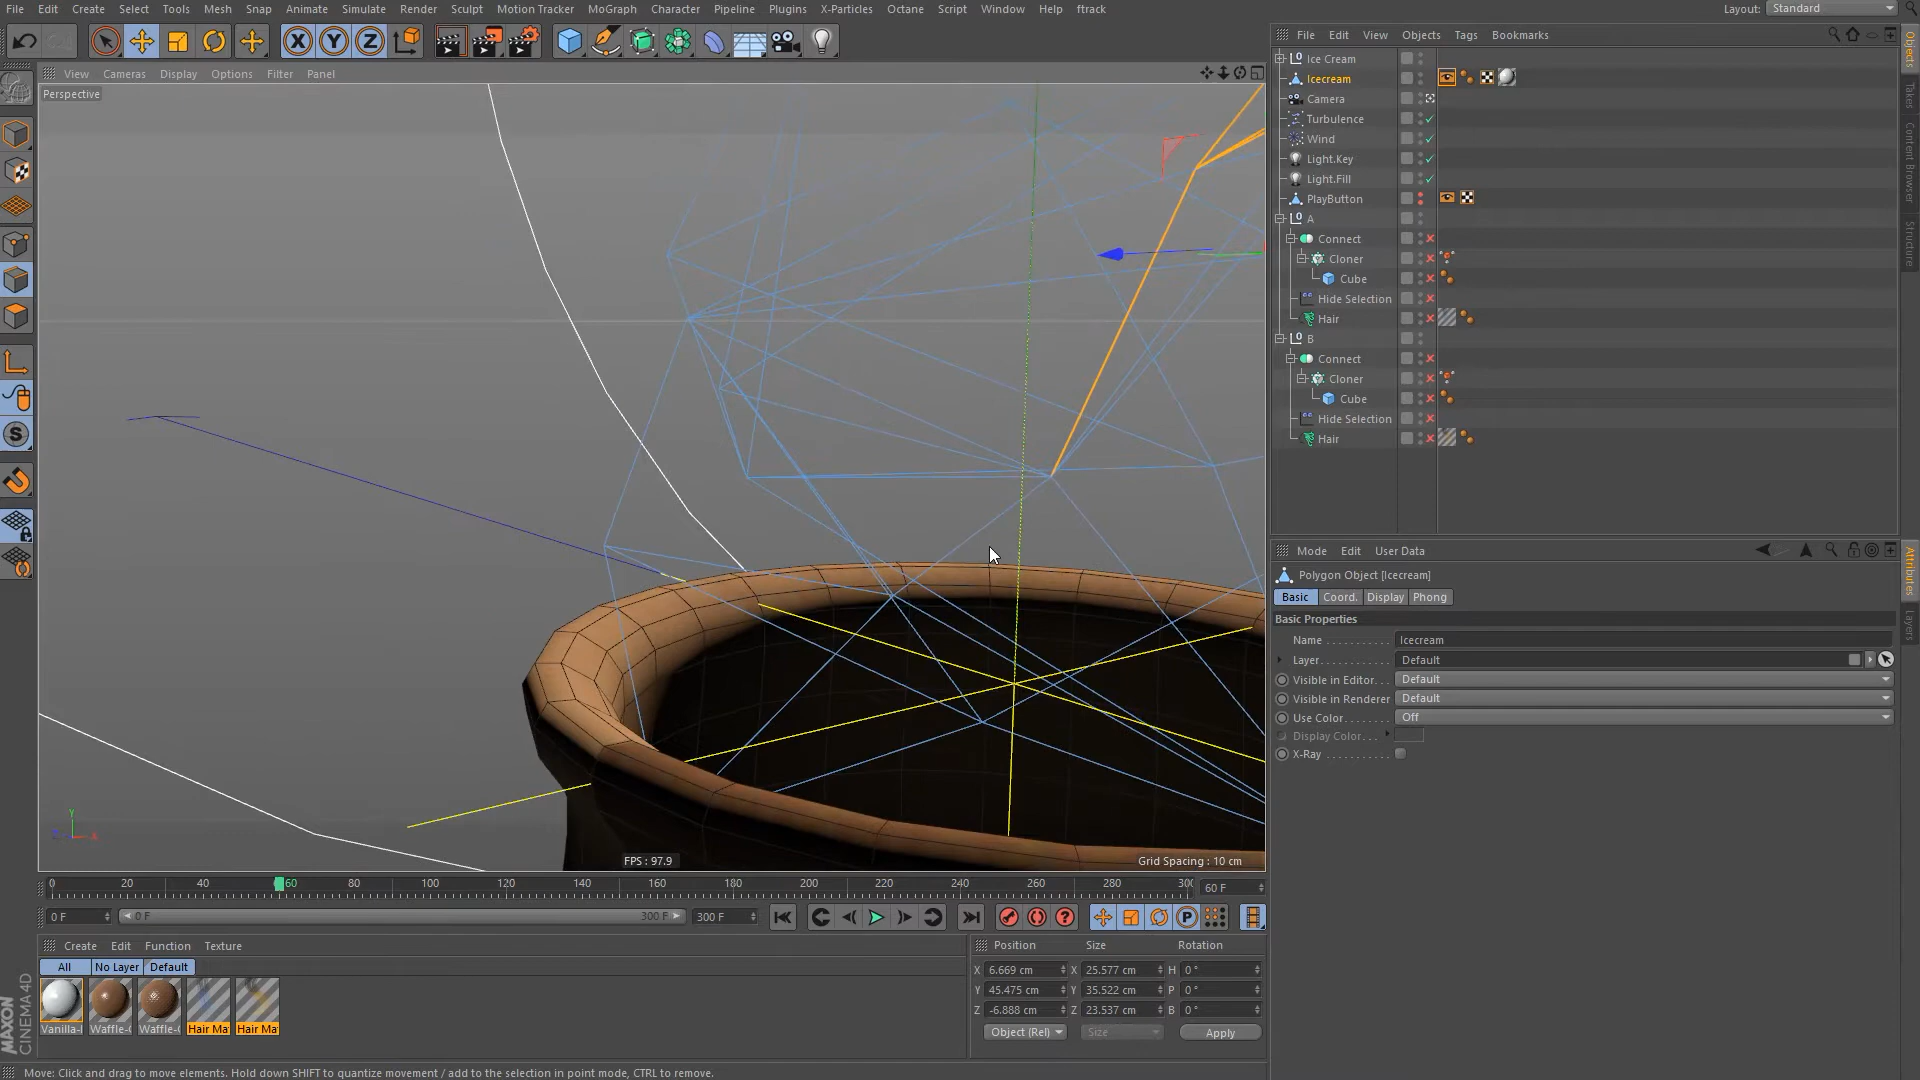 File Edit Create Select Tools Mesh Snap Animate Simulate Render Sculpt Motion Tracker MoGraph Character Pipeline Plugins X-Particles Octane Script Window Help ftrack
Layout: Standard
View Cameras Display Options Filter Panel
Perspective
FPS : 97.9
Grid Spacing : 10 cm
File Edit View Objects Tags Bookmarks
Ice Cream
Icecream
Camera
Turbulence
Wind
Light.Key
Light.Fill
PlayButton
A
Connect
Cloner
Cube
Hide Selection
Hair
B
Connect
Cloner
Cube
Hide Selection
Hair
Objects
Takes
Content Browser
Structure
Mode Edit User Data
Polygon Object [Icecream]
Basic Coord. Display Phong
Basic Properties
Name Icecream
Layer Default
Visible in Editor Default
Visible in Renderer Default
Use Color Off
Display Color
X-Ray
Attributes
Layers
0 20 40 60 80 100 120 140 160 180 200 220 240 260 280 300 60 F
0 F 0 F 300 F 300 F
Create Edit Function Texture
All No Layer Default
Vanilla-I Waffle-C Waffle-C Hair Ma Hair Ma
Position Size Rotation
X 6.669 cm X 25.577 cm H 0 °
Y 45.475 cm Y 35.522 cm P 0 °
Z -6.888 cm Z 23.537 cm B 0 °
Object (Rel) Size Apply
MAXON
CINEMA 4D
Move: Click and drag to move elements. Hold down SHIFT to quantize movement / add to the selection in point mode, CTRL to remove.